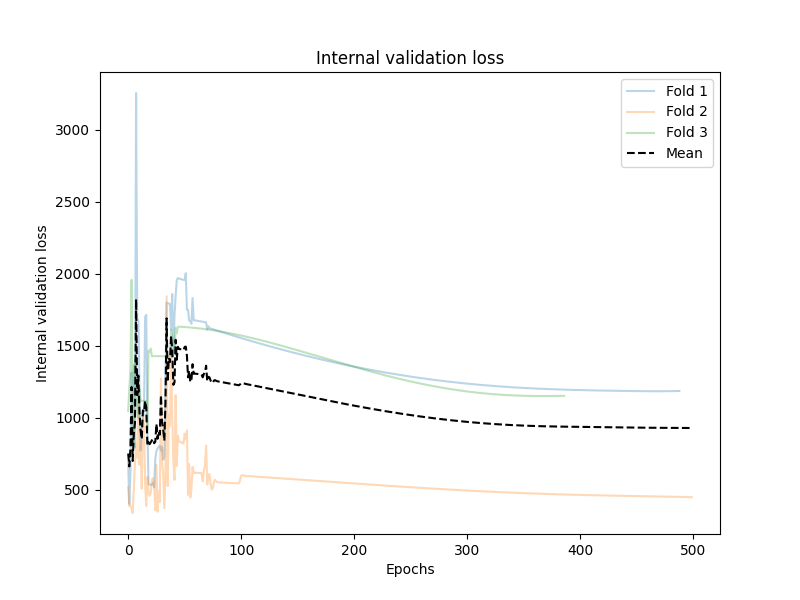 Internal validation loss
Fold 1
Fold 2
Fold 3
Mean
Internal validation loss
3000
2500
2000
1500
1000
500
0
100
200
300
400
500
Epochs